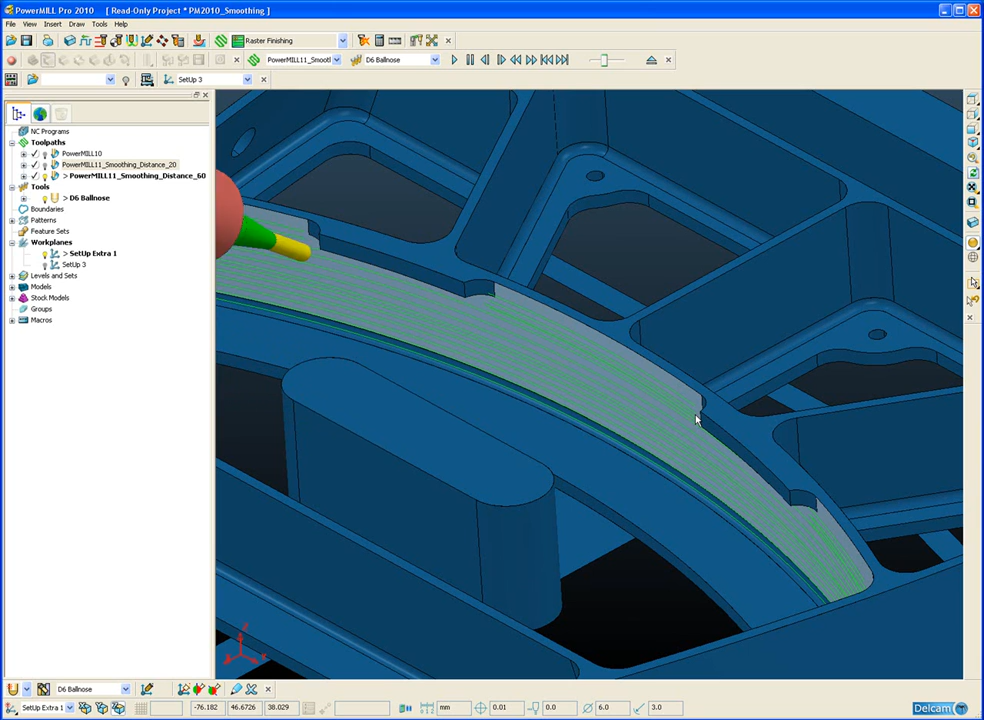 PowerMILL Pro 2010   [ Read-Only Project * PM2010_Smoothing ]
File View Insert Draw Tools Help
Raster Finishing
PowerMILL11_Smootl D6 Ballnose
SetUp 3
NC Programs
Toolpaths
PowerMILL10
PowerMILL11_Smoothing_Distance_20
> PowerMILL11_Smoothing_Distance_60
Tools
> D6 Ballnose
Boundaries
Patterns
Feature Sets
Workplanes
> SetUp Extra 1
SetUp 3
Levels and Sets
Models
Stock Models
Groups
Macros
Z
D6 Ballnose
SetUp Extra 1 -76.182 46.6726 38.029 mm 0.01 0.0 6.0 3.0 Delcam